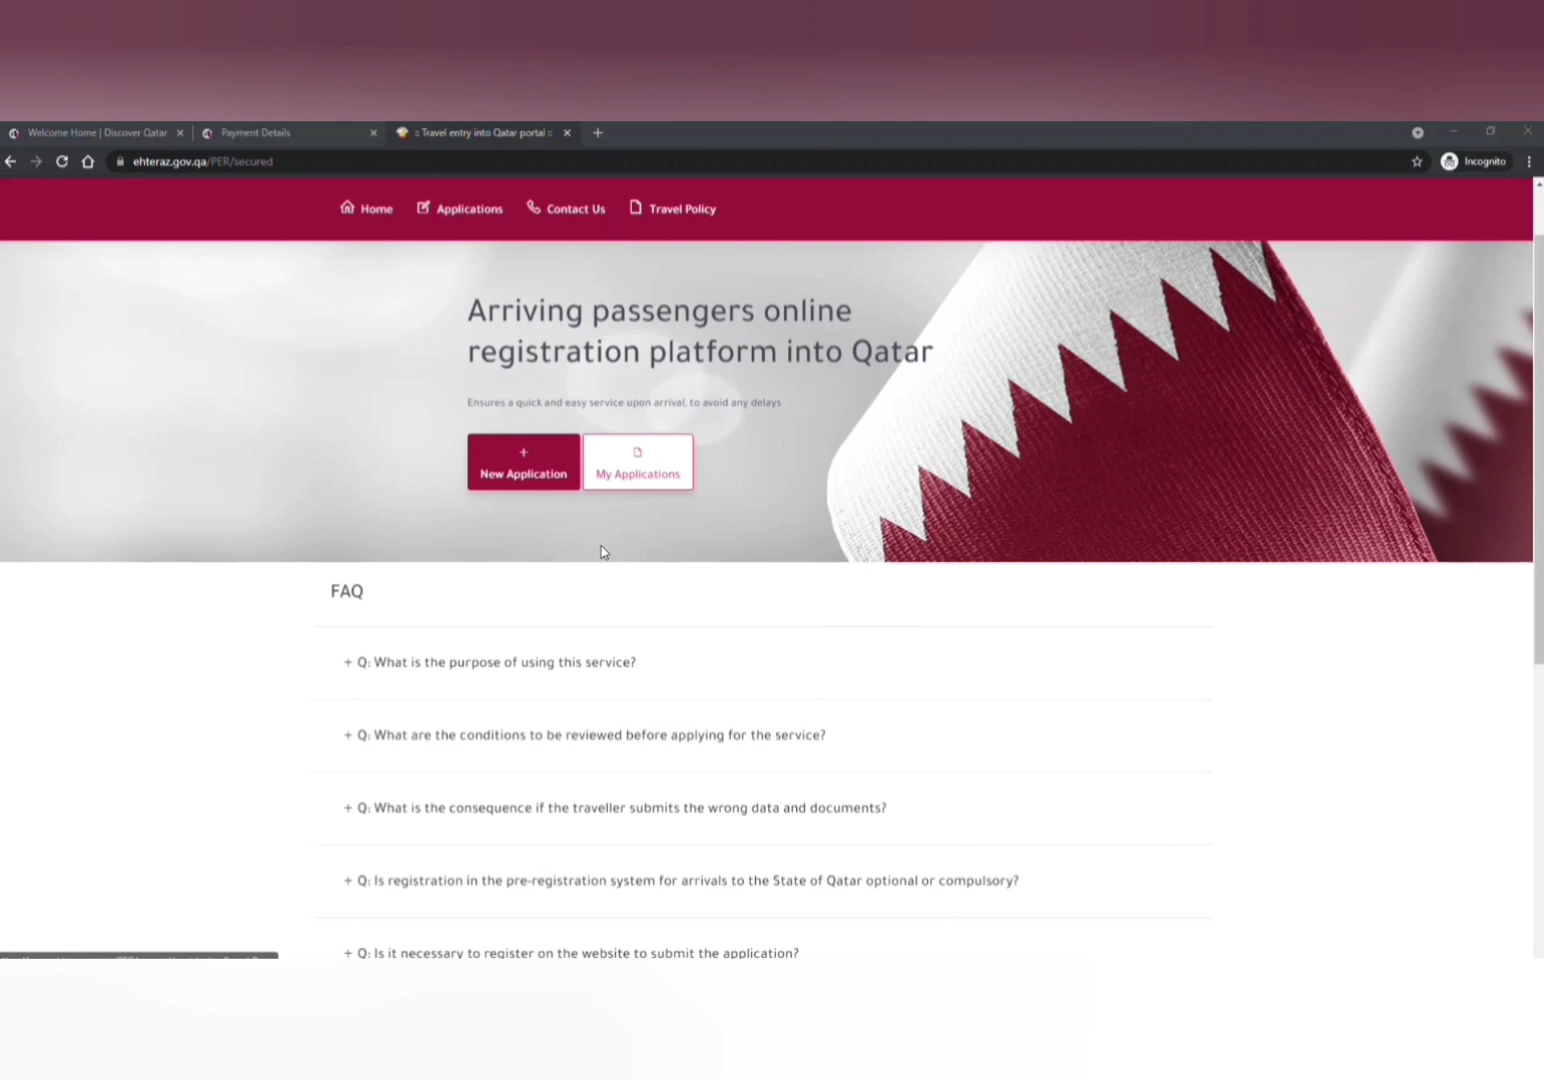 Welcome Home | Discover Qatar
Payment Details
:: Travel entry into Qatar portal ::
ehteraz.gov.qa/PER/secured
Incognito
Home
Applications
Contact Us
Travel Policy
Arriving passengers online
registration platform into Qatar
Ensures a quick and easy service upon arrival, to avoid any delays
+
New Application
My Applications
FAQ
+ Q: What is the purpose of using this service?
+ Q: What are the conditions to be reviewed before applying for the service?
+ Q: What is the consequence if the traveller submits the wrong data and documents?
+ Q: Is registration in the pre-registration system for arrivals to the State of Qatar optional or compulsory?
+ Q: Is it necessary to register on the website to submit the application?